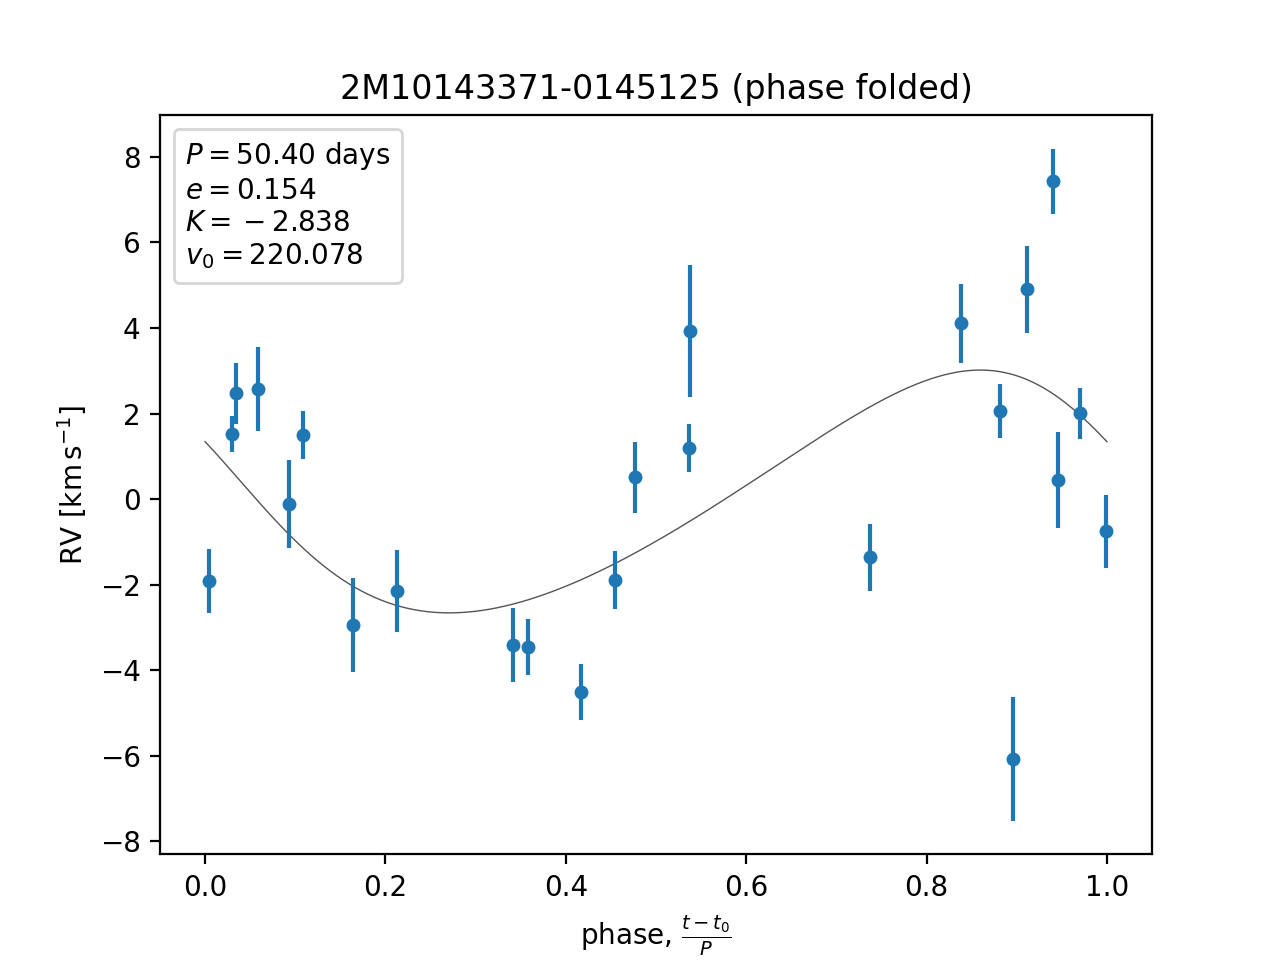 2M10143371-0145125 (phase folded)
P = 50.40 days
e = 0.154
K = −2.838
v₀ = 220.078
8
6
4
2
0
−2
−4
−6
−8
RV [km s⁻¹]
0.0 0.2 0.4 0.6 0.8 1.0
phase, (t − t₀)/P